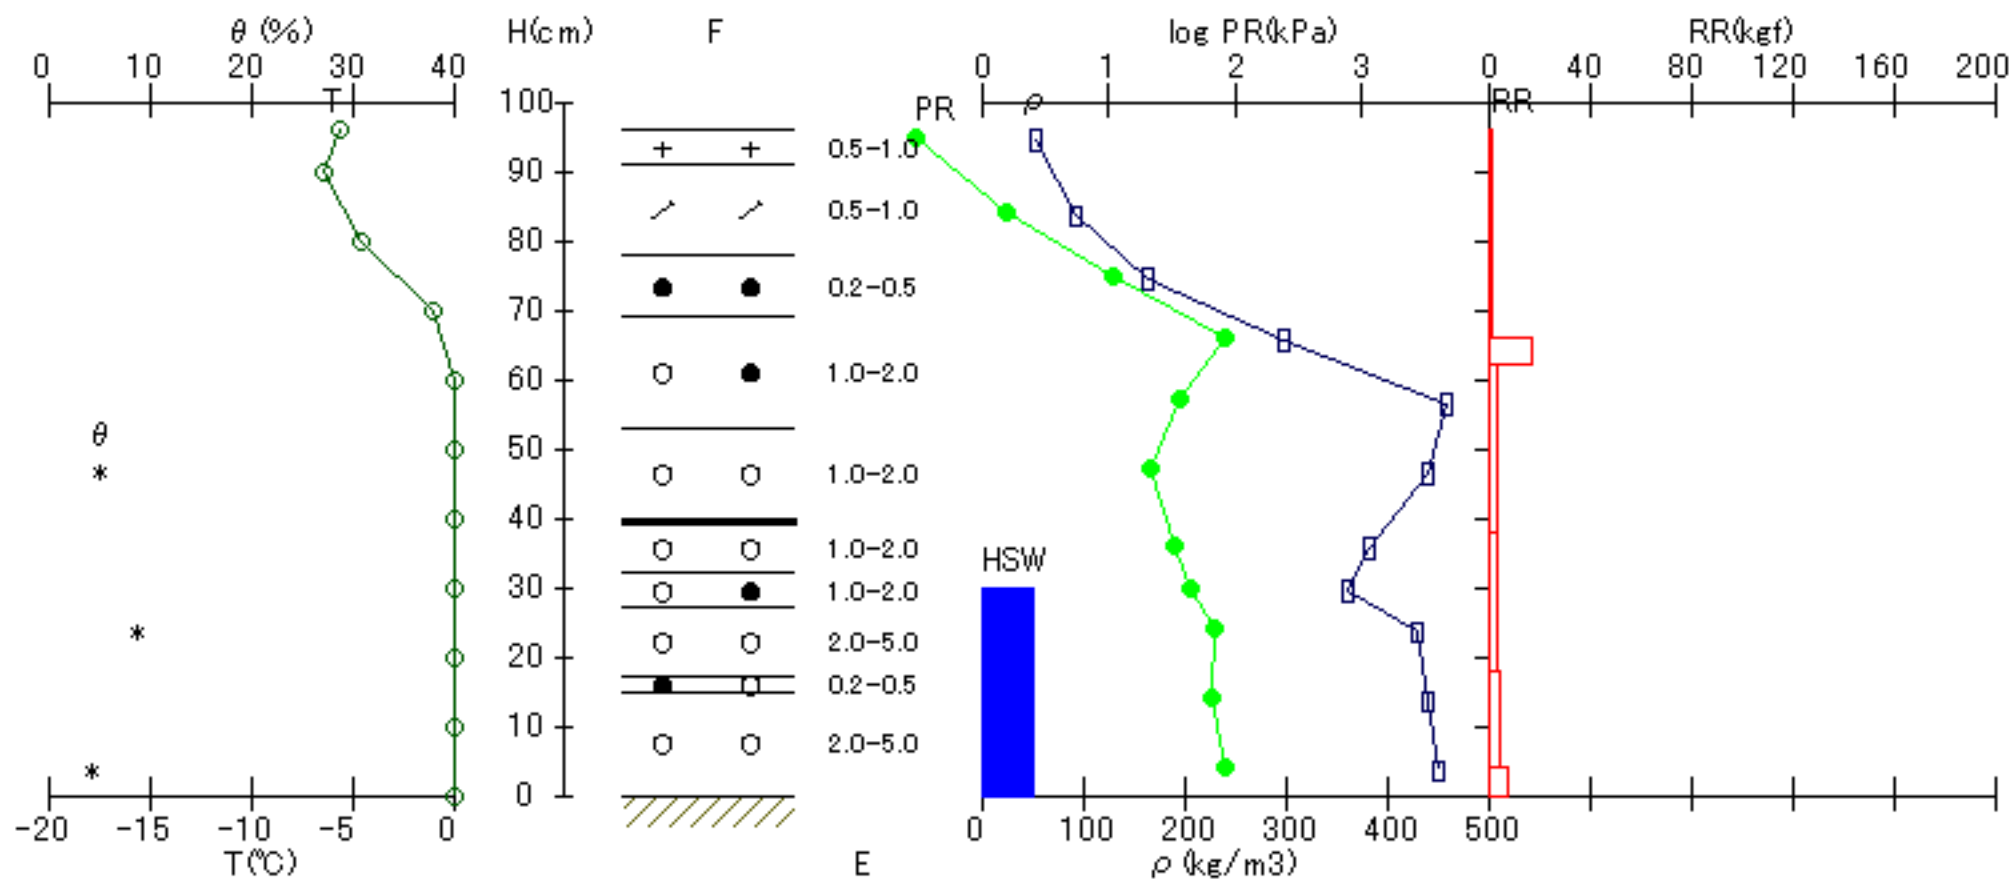 θ (%) H(cm) F log PR(kPa) RR(kgf)
0 10 20 30 40 0 1 2 3 0 40 80 120 160 200
T 100 PR ρ RR
0.5-1.0
90
0.5-1.0
80
0.2-0.5
70
1.0-2.0
60
θ
50
* 1.0-2.0
40
1.0-2.0
HSW
30 1.0-2.0
* 2.0-5.0
20
0.2-0.5
10
2.0-5.0
*
0
-20 -15 -10 -5 0 0 100 200 300 400 500
T(℃) E ρ (kg/m3)